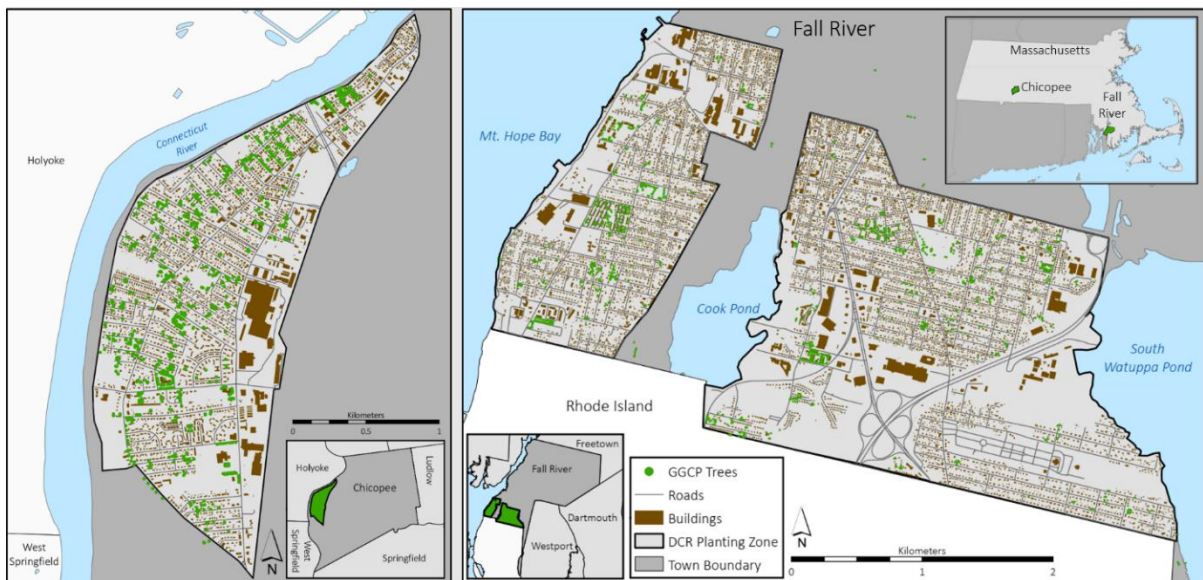 Holyoke
Connecticut
River
West
Springfield
Kilometers
0 0.5 1
N
Holyoke
Chicopee
Ludlow
West
Springfield
Springfield
Fall River
Mt. Hope Bay
Cook Pond
South
Watuppa Pond
Rhode Island
Massachusetts
Chicopee
Fall
River
Freetown
Fall River
Dartmouth
Westport
GGCP Trees
Roads
Buildings
DCR Planting Zone
Town Boundary
N
Kilometers
0 1 2